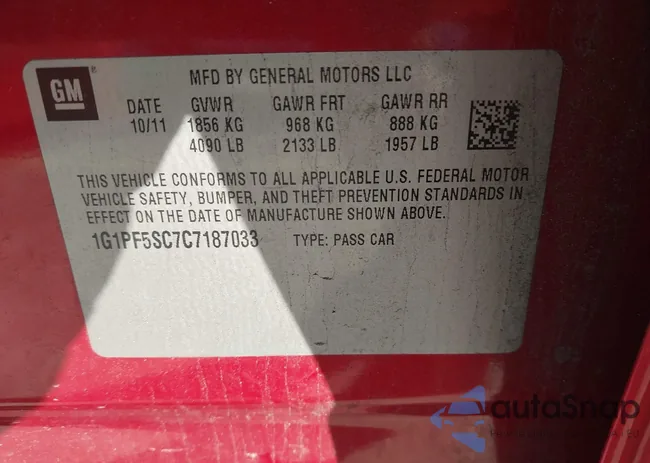 GM
MFD BY GENERAL MOTORS LLC
DATE GVWR GAWR FRT GAWR RR
10/11 1856 KG 968 KG 888 KG
4090 LB 2133 LB 1957 LB
THIS VEHICLE CONFORMS TO ALL APPLICABLE U.S. FEDERAL MOTOR
VEHICLE SAFETY, BUMPER, AND THEFT PREVENTION STANDARDS IN
EFFECT ON THE DATE OF MANUFACTURE SHOWN ABOVE.
1G1PF5SC7C7187033 TYPE: PASS CAR
autoSnap